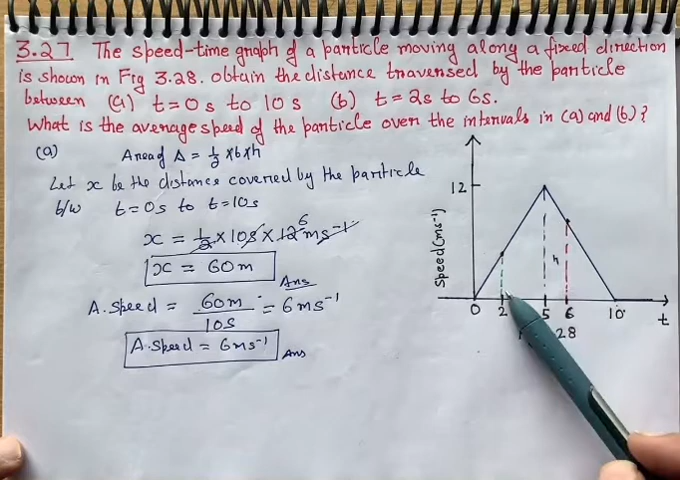 3.27 The speed-time graph of a particle moving along a fixed direction
is shown in Fig 3.28. obtain the distance traversed by the particle
between (a) t=0s to 10s (b) t=2s to 6s.
What is the average speed of the particle over the intervals in (a) and (b)?
(a) Area of Δ = 1/2 ×b×h
Let x be the distance covered by the particle
b/w t=0s to t=10s
x = 1/2 × 10s × 12 6 ms⁻¹
x = 60m
Ans
A.speed = 60m/10s = 6ms⁻¹
A.speed = 6ms⁻¹ Ans
Speed(ms⁻¹)
12
h
0 2 5 6 10 t
28